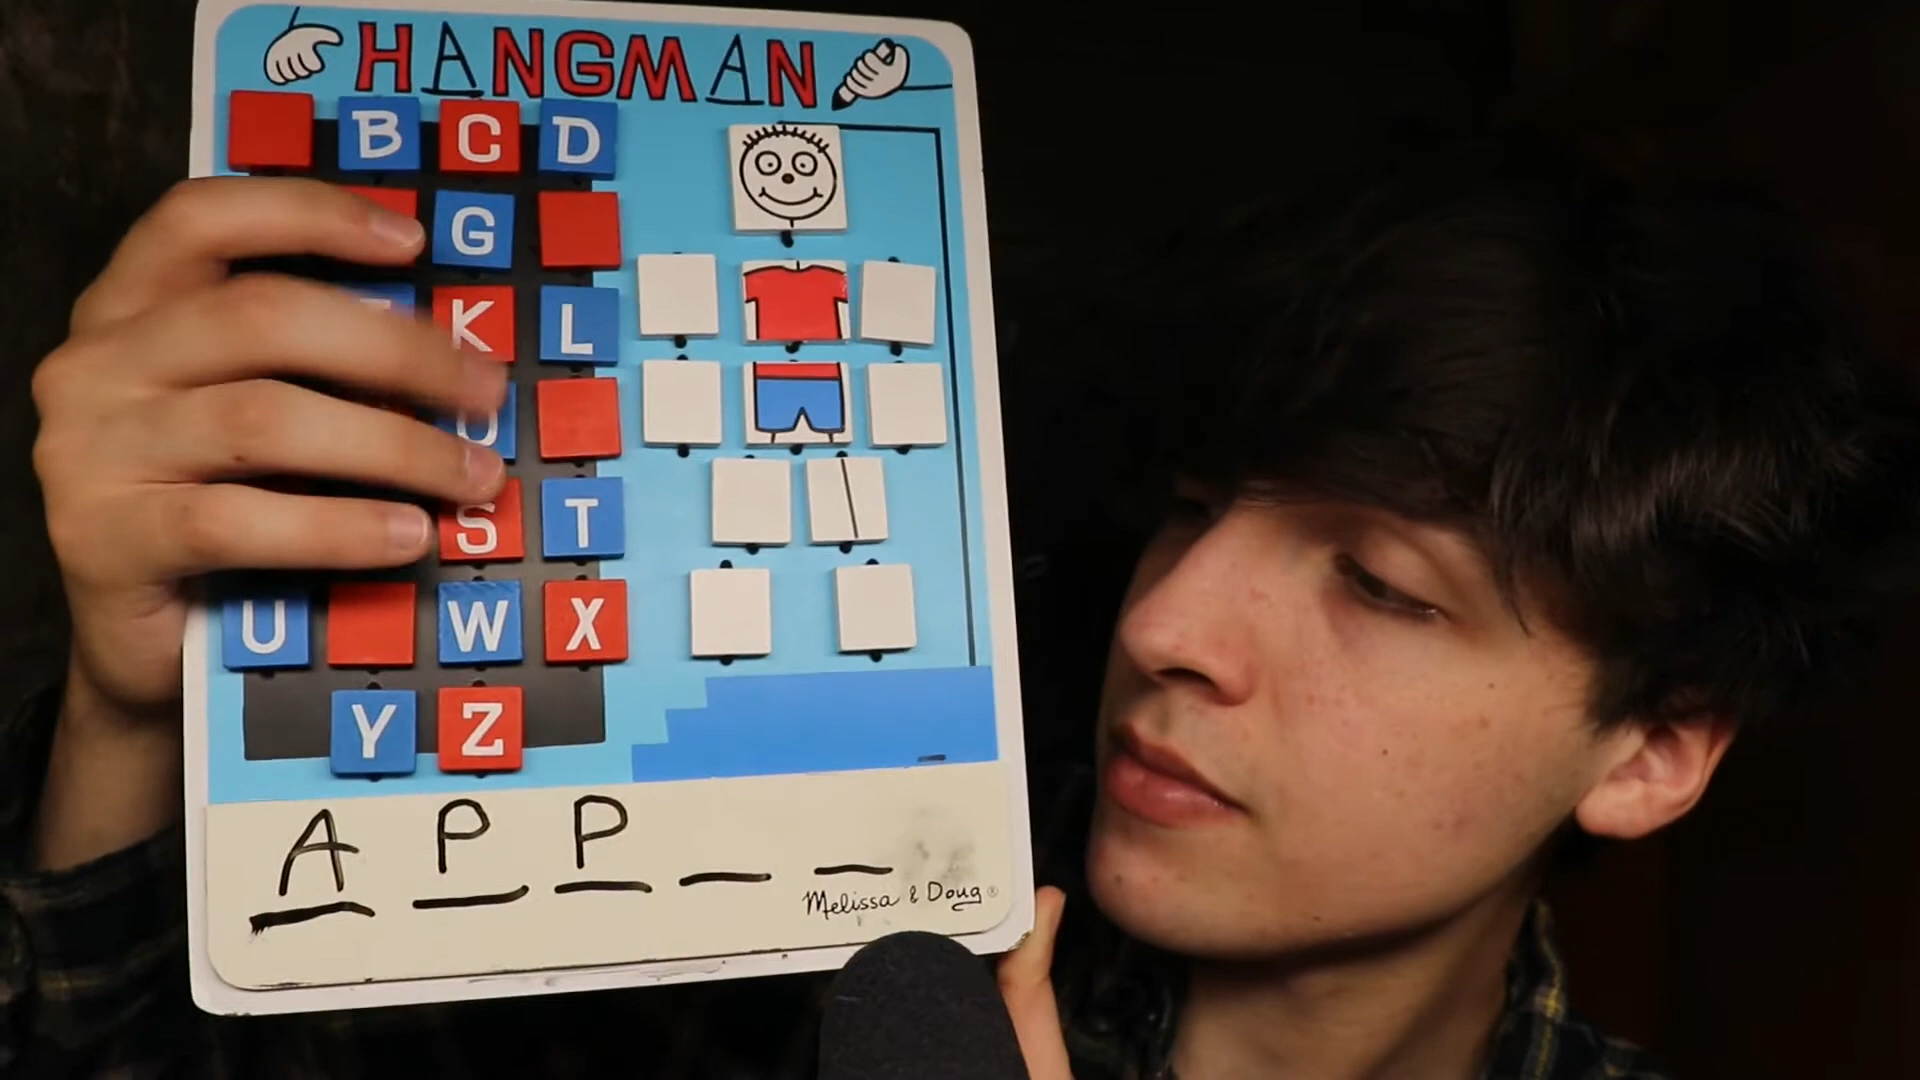 HANGMAN
B C D
G
K L
S T
U W X
Y Z
A P P _ _
Melissa & Doug®